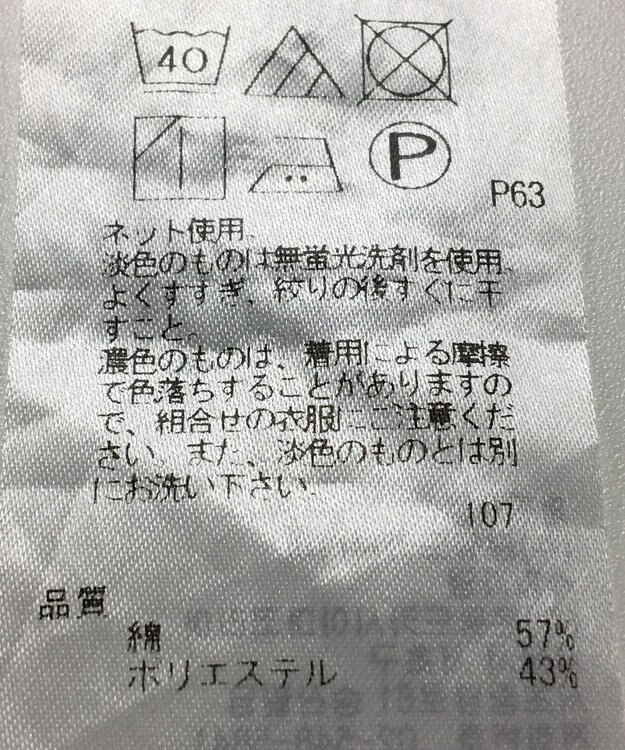 40
P
P63
ネット使用。
淡色のものは無蛍光洗剤を使用、
よくすすぎ、絞りの後すぐに干
すこと。
濃色のものは、着用による摩擦
で色落ちすることがありますの
で、組合せの衣服にご注意くだ
さい。また、淡色のものとは別
にお洗い下さい。
107
品質
綿 57%
ポリエステル 43%